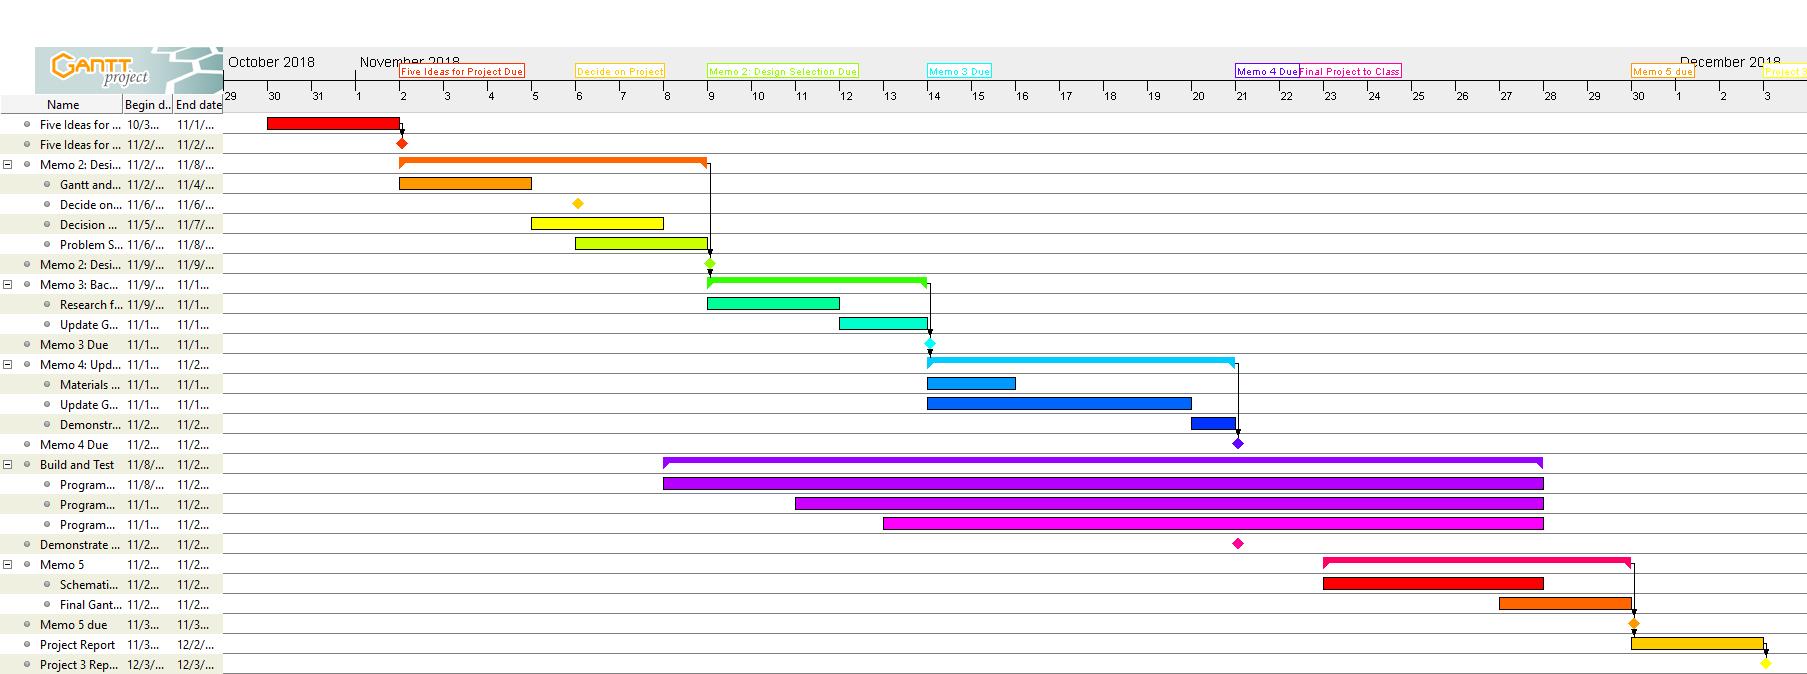 GANTT
project
October 2018
November 2018
December 2018
Five Ideas for Project Due
Decide on Project
Memo 2: Design Selection Due
Memo 3 Due
Memo 4 Due
Final Project to Class
Memo 5 due
Project 3
Name Begin d.. End date
29 30 31 1 2 3 4 5 6 7 8 9 10 11 12 13 14 15 16 17 18 19 20 21 22 23 24 25 26 27 28 29 30 1 2 3
Five Ideas for ... 10/3... 11/1/...
Five Ideas for ... 11/2/... 11/2/...
Memo 2: Desi... 11/2/... 11/8/...
Gantt and... 11/2/... 11/4/...
Decide on... 11/6/... 11/6/...
Decision ... 11/5/... 11/7/...
Problem S... 11/6/... 11/8/...
Memo 2: Desi... 11/9/... 11/9/...
Memo 3: Bac... 11/9/... 11/1...
Research f... 11/9/... 11/1...
Update G... 11/1... 11/1...
Memo 3 Due 11/1... 11/1...
Memo 4: Upd... 11/1... 11/2...
Materials ... 11/1... 11/1...
Update G... 11/1... 11/1...
Demonstr... 11/2... 11/2...
Memo 4 Due 11/2... 11/2...
Build and Test 11/8/... 11/2...
Program... 11/8/... 11/2...
Program... 11/1... 11/2...
Program... 11/1... 11/2...
Demonstrate ... 11/2... 11/2...
Memo 5 11/2... 11/2...
Schemati... 11/2... 11/2...
Final Gant... 11/2... 11/2...
Memo 5 due 11/3... 11/3...
Project Report 11/3... 12/2/...
Project 3 Rep... 12/3/... 12/3/...